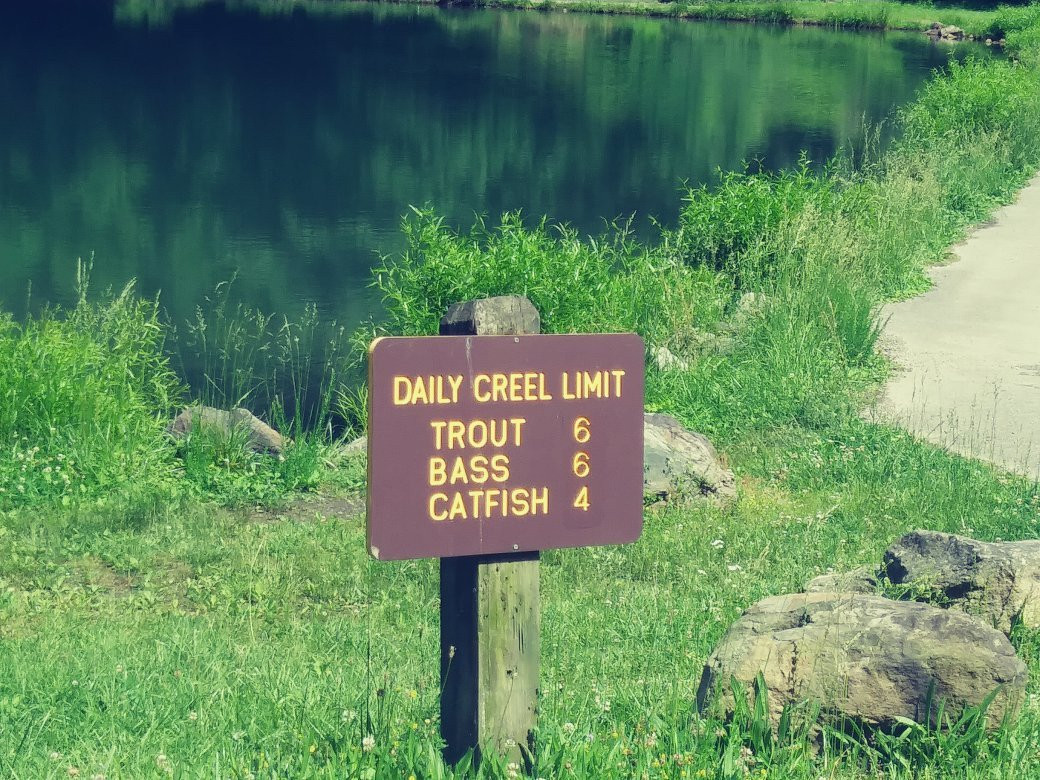 DAILY CREEL LIMIT
TROUT 6
BASS 6
CATFISH 4